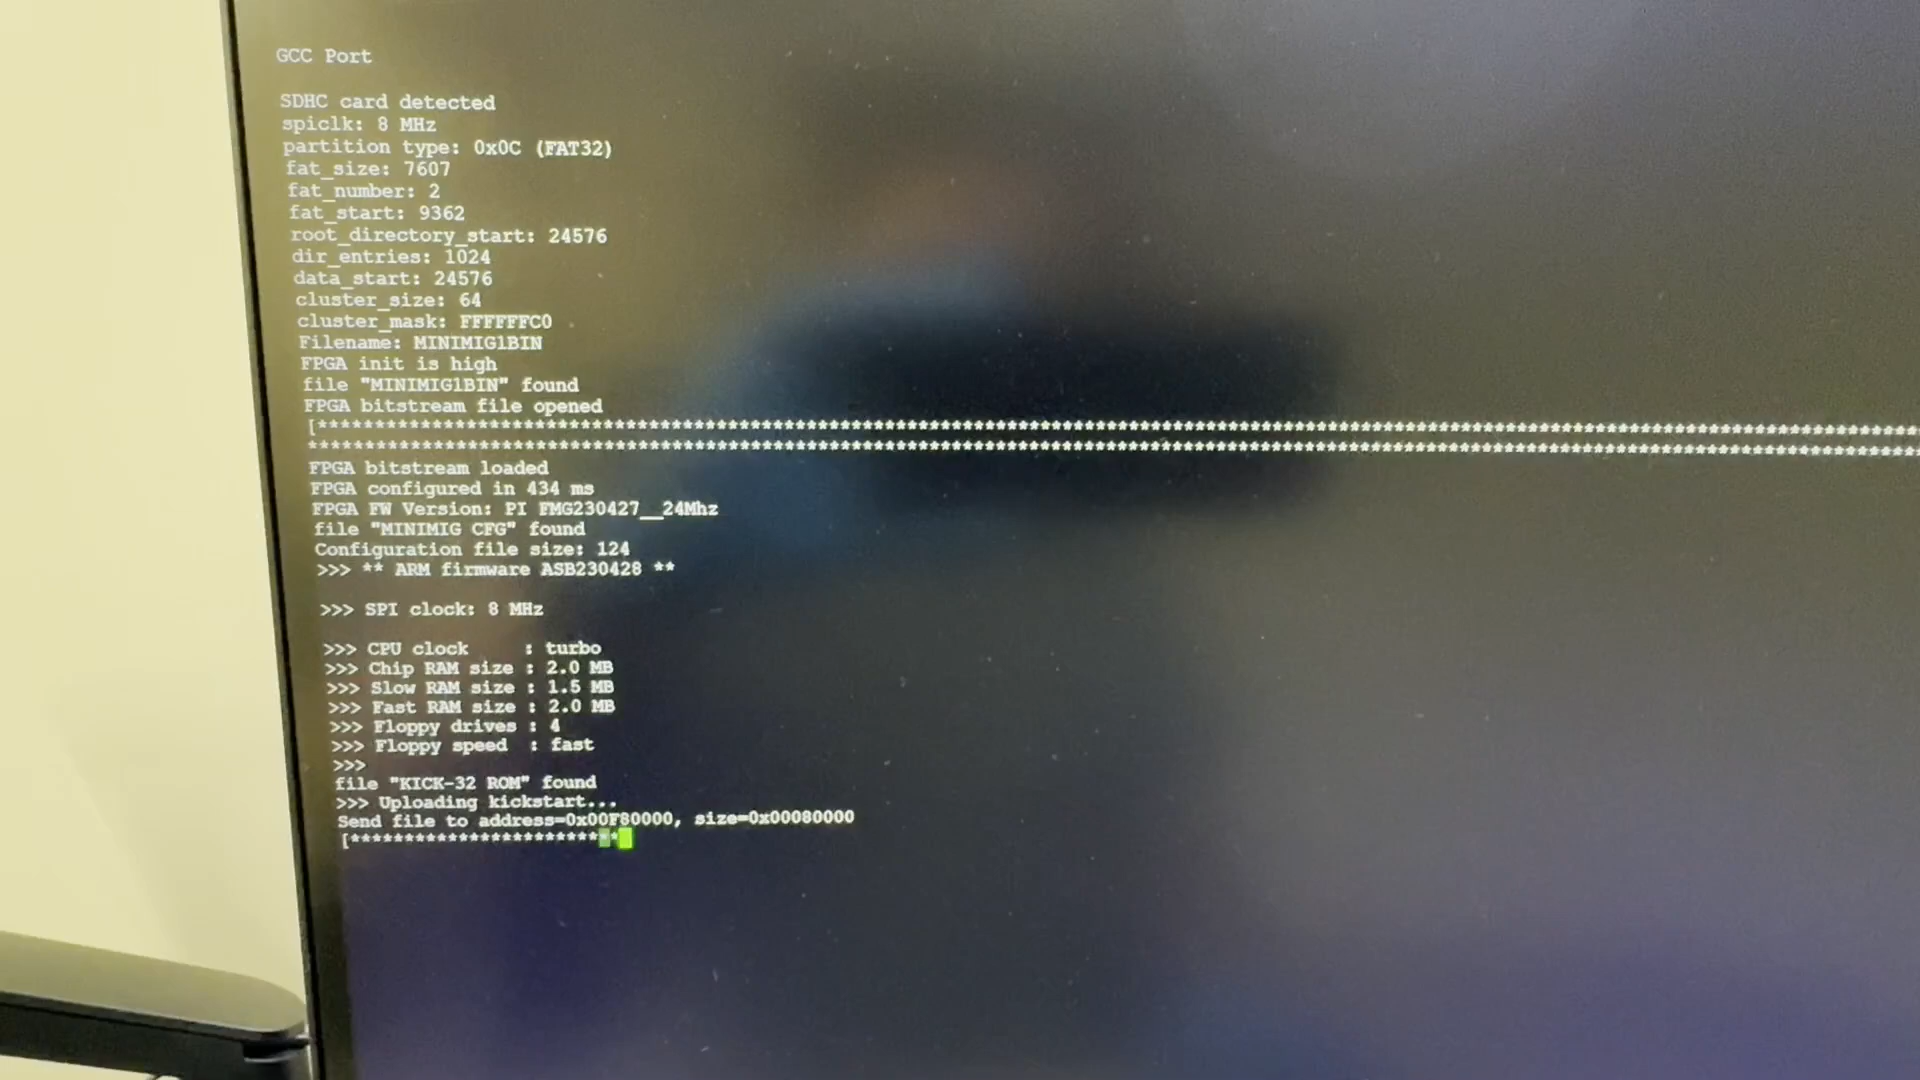 GCC Port
SDHC card detected
spiclk: 8 MHz
partition type: 0x0C (FAT32)
fat_size: 7607
fat_number: 2
fat_start: 9362
root_directory_start: 24576
dir_entries: 1024
data_start: 24576
cluster_size: 64
cluster_mask: FFFFFFC0
Filename: MINIMIG1BIN
FPGA init is high
file "MINIMIG1BIN" found
FPGA bitstream file opened
[**********************************************************************************************************************************
**********************************************************************************************************************************
FPGA bitstream loaded
FPGA configured in 434 ms
FPGA FW Version: PI FMG230427__24Mhz
file "MINIMIG CFG" found
Configuration file size: 124
>>> ** ARM firmware ASB230428 **
>>> SPI clock: 8 MHz
>>> CPU clock     : turbo
>>> Chip RAM size : 2.0 MB
>>> Slow RAM size : 1.5 MB
>>> Fast RAM size : 2.0 MB
>>> Floppy drives : 4
>>> Floppy speed  : fast
>>>
file "KICK-32 ROM" found
>>> Uploading kickstart...
Send file to address=0x00F80000, size=0x00080000
[************************